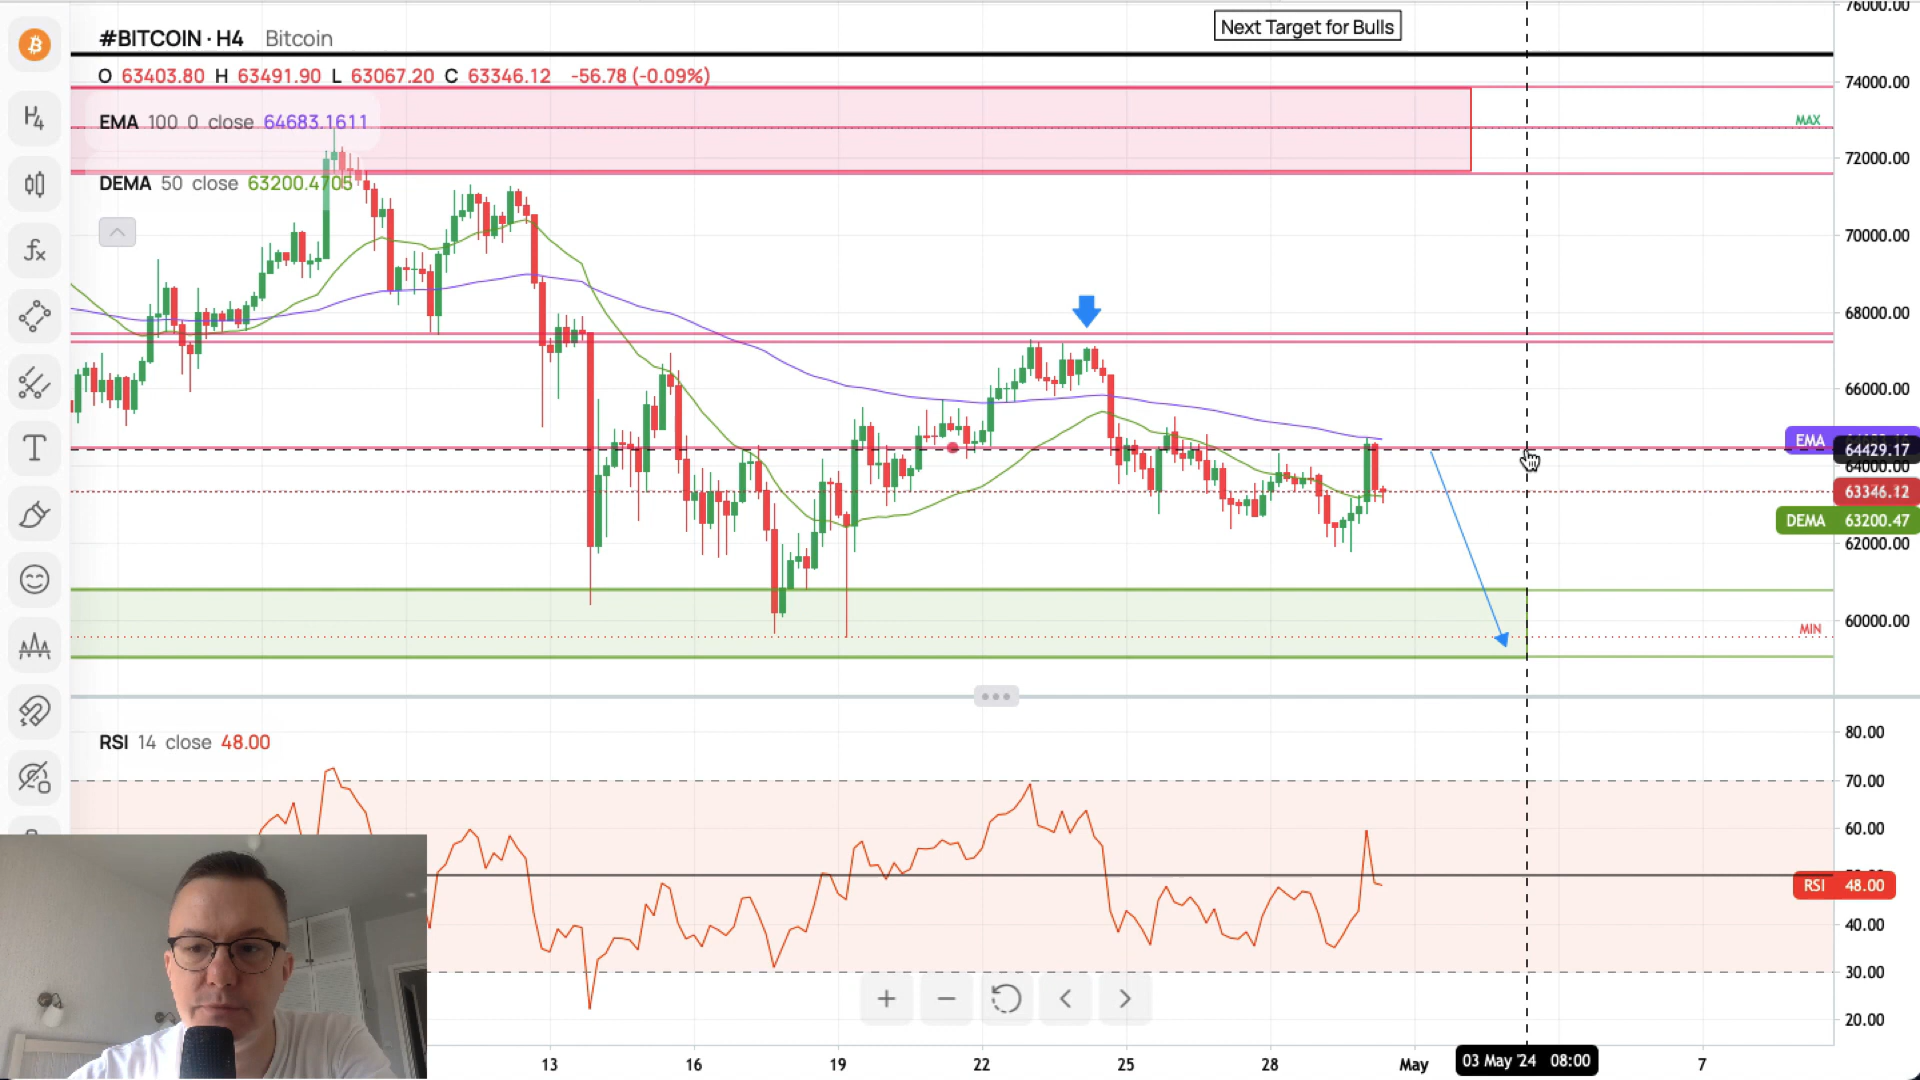 Next Target for Bulls
76000.00
#BITCOIN · H4 Bitcoin
O 63403.80 H 63491.90 L 63067.20 C 63346.12 -56.78 (-0.09%)
74000.00
H4
EMA 100 0 close 64683.1611
MAX
72000.00
DEMA 50 close 63200.4705
70000.00
fx
68000.00
66000.00
T
EMA
64429.17
64000.00
63346.12
DEMA 63200.47
62000.00
60000.00
MIN
RSI 14 close 48.00
80.00
70.00
60.00
RSI 48.00
40.00
30.00
20.00
13 16 19 22 25 28 May 03 May '24 08:00 7